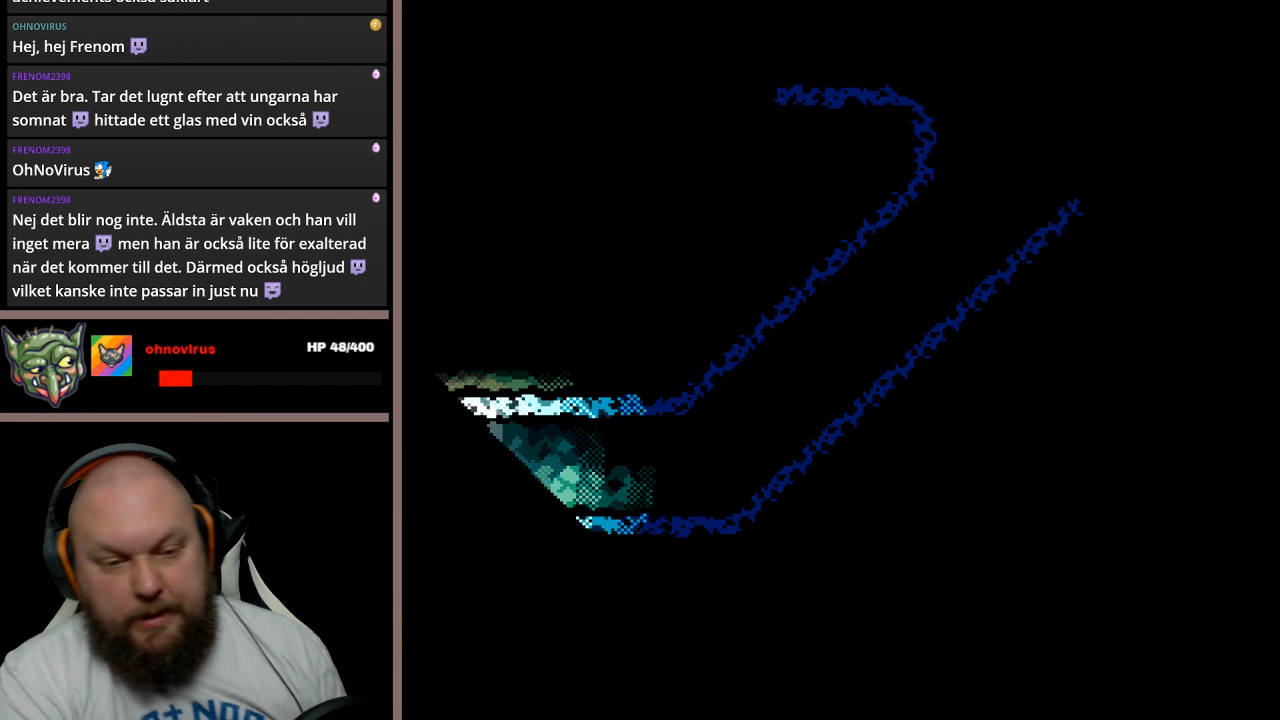 achievements också såklart
OHNOVIRUS
Hej, hej Frenom
FRENOM2398
Det är bra. Tar det lugnt efter att ungarna har
somnat hittade ett glas med vin också
FRENOM2398
OhNoVirus
FRENOM2398
Nej det blir nog inte. Äldsta är vaken och han vill
inget mera men han är också lite för exalterad
när det kommer till det. Därmed också högljud
vilket kanske inte passar in just nu
ohnovirus
HP 48/400